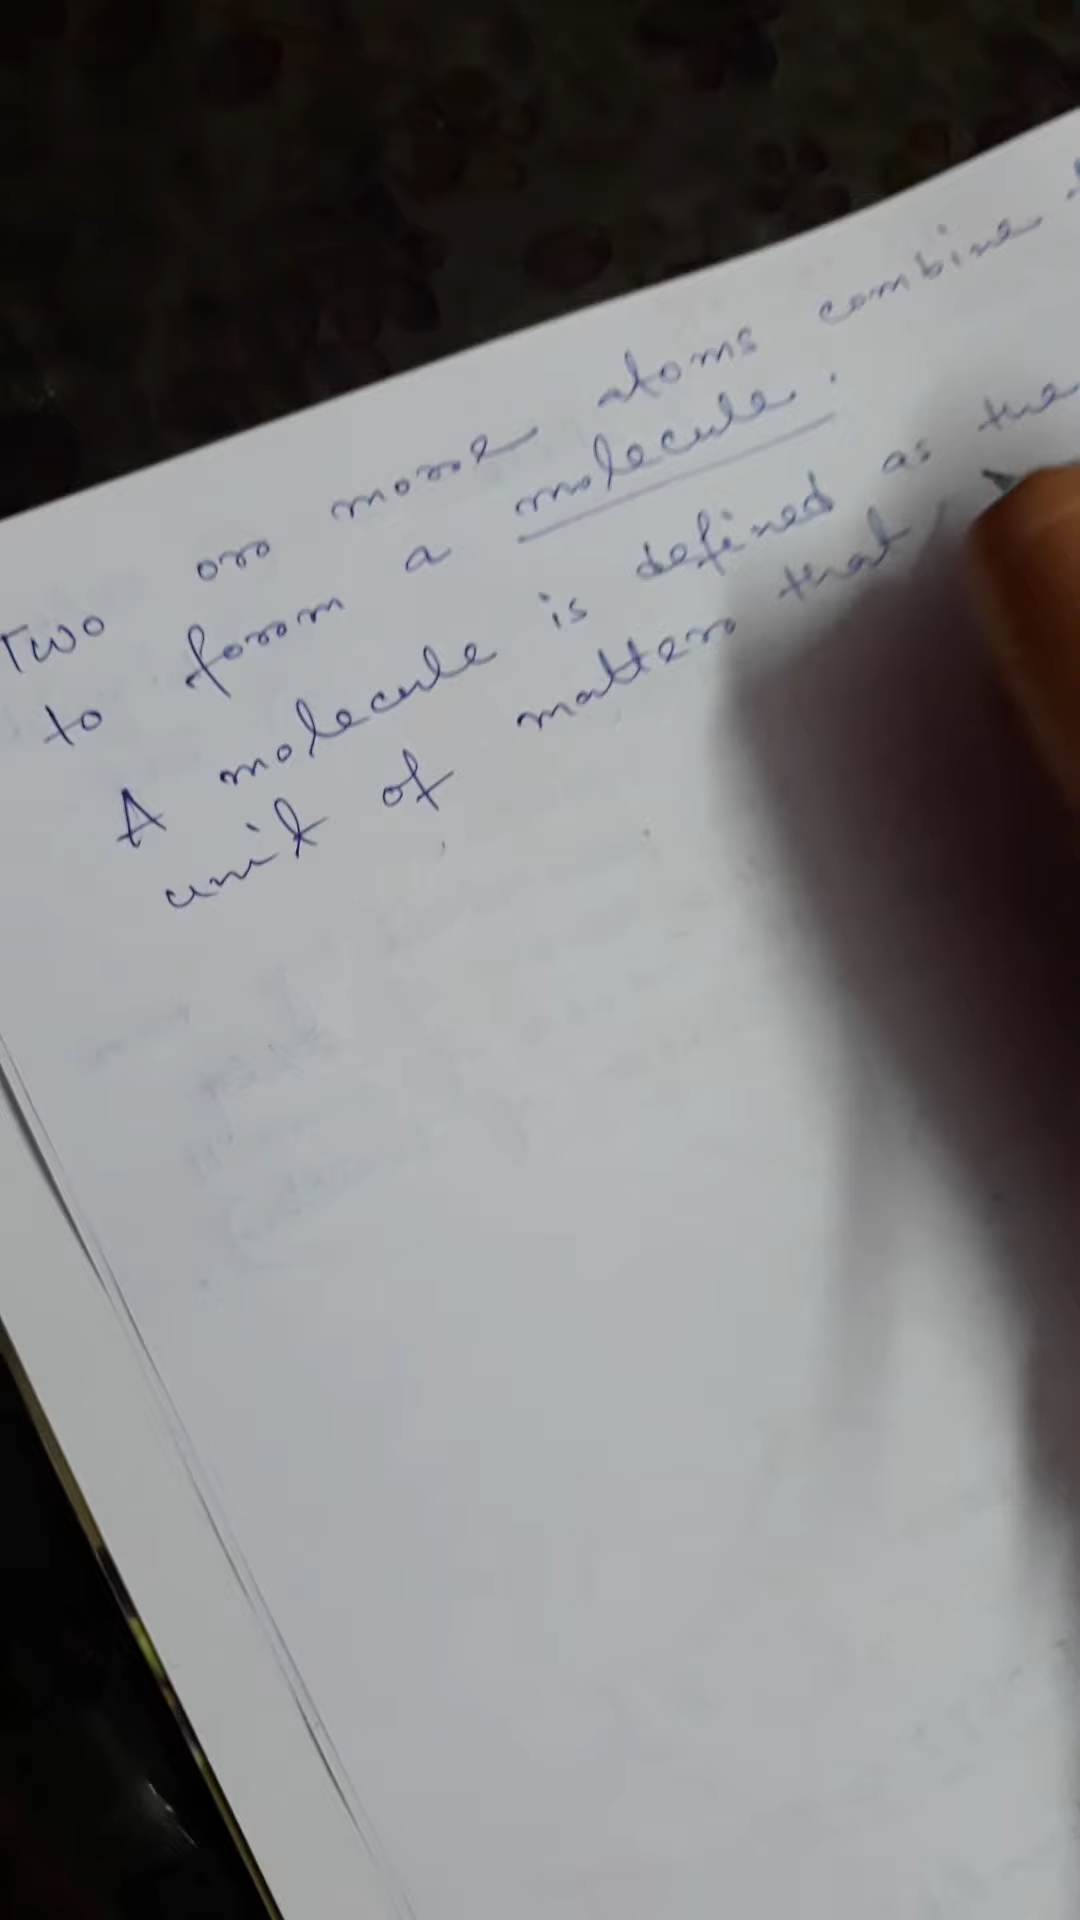 Two or more atoms combine
to form a molecule.
A molecule is defined as the
unit of matter that